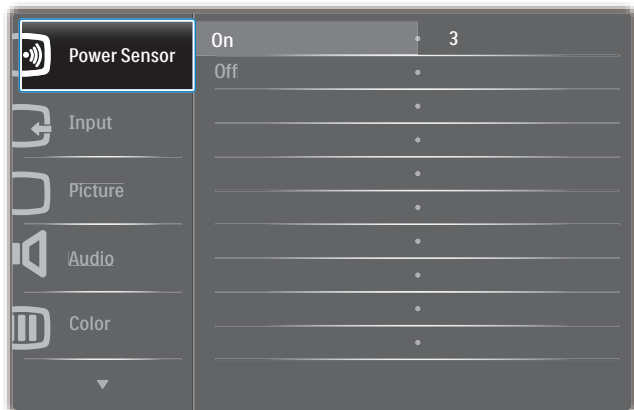 Power Sensor
On 3
Off
Input
Picture
Audio
Color